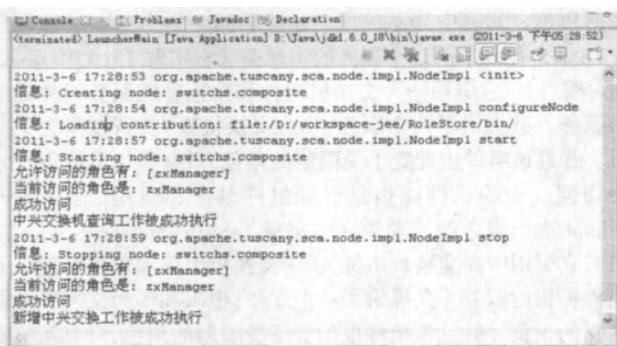 Console Problems Javadoc Declaration
<terminated> LauncherMain [Java Application] D:\Java\jdk1.6.0_18\bin\javaw.exe (2011-3-6 下午05:28:52)
2011-3-6 17:28:53 org.apache.tuscany.sca.node.impl.NodeImpl <init>
信息: Creating node: switchs.composite
2011-3-6 17:28:54 org.apache.tuscany.sca.node.impl.NodeImpl configureNode
信息: Loading contribution: file:/D:/workspace-jee/RoleStore/bin/
2011-3-6 17:28:57 org.apache.tuscany.sca.node.impl.NodeImpl start
信息: Starting node: switchs.composite
允许访问的角色有: [zxManager]
当前访问的角色是: zxManager
成功访问
中兴交换机查询工作被成功执行
2011-3-6 17:28:59 org.apache.tuscany.sca.node.impl.NodeImpl stop
信息: Stopping node: switchs.composite
允许访问的角色有: [zxManager]
当前访问的角色是: zxManager
成功访问
新增中兴交换工作被成功执行